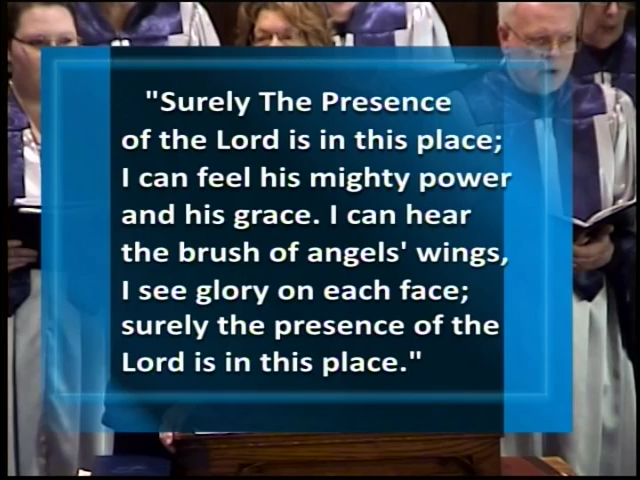 "Surely The Presence
of the Lord is in this place;
I can feel his mighty power
and his grace. I can hear
the brush of angels' wings,
I see glory on each face;
surely the presence of the
Lord is in this place."